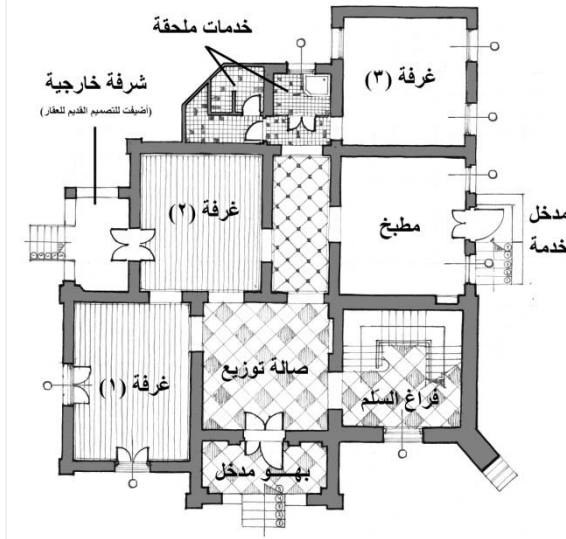 خدمات ملحقة
شرفة خارجية
(أضيفت للتصميم القديم للعقار)
غرفة (٣)
غرفة (٢)
مطبخ
مدخل
خدمة
صالة توزيع
غرفة (١)
فراغ السلم
بهـــو مدخل